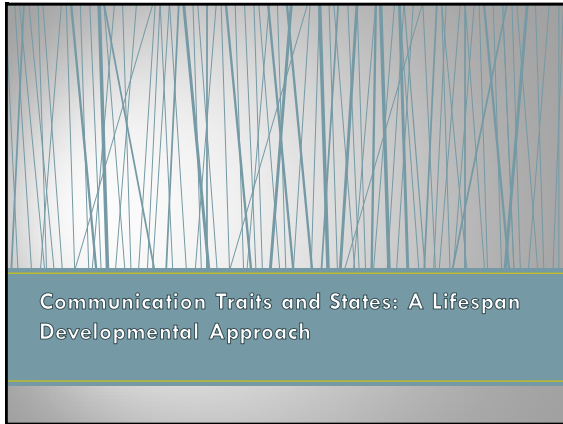 Communication Traits and States: A Lifespan
Developmental Approach